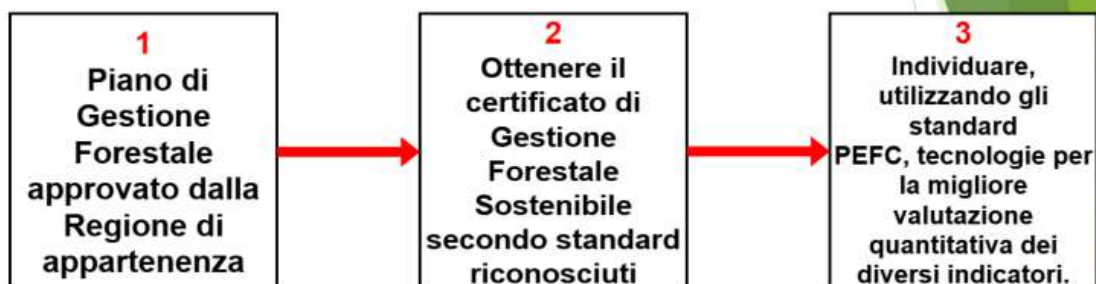 1
Piano di
Gestione
Forestale
approvato dalla
Regione di
appartenenza
2
Ottenere il
certificato di
Gestione
Forestale
Sostenibile
secondo standard
riconosciuti
3
Individuare,
utilizzando gli
standard
PEFC, tecnologie per
la migliore
valutazione
quantitativa dei
diversi indicatori.